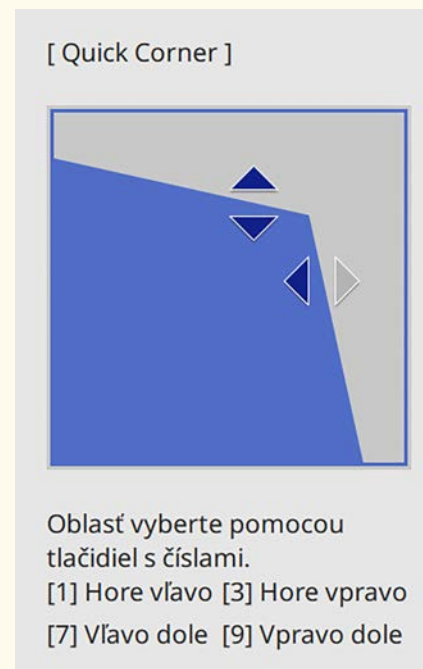 [ Quick Corner ]
Oblasť vyberte pomocou
tlačidiel s číslami.
[1] Hore vľavo [3] Hore vpravo
[7] Vľavo dole [9] Vpravo dole